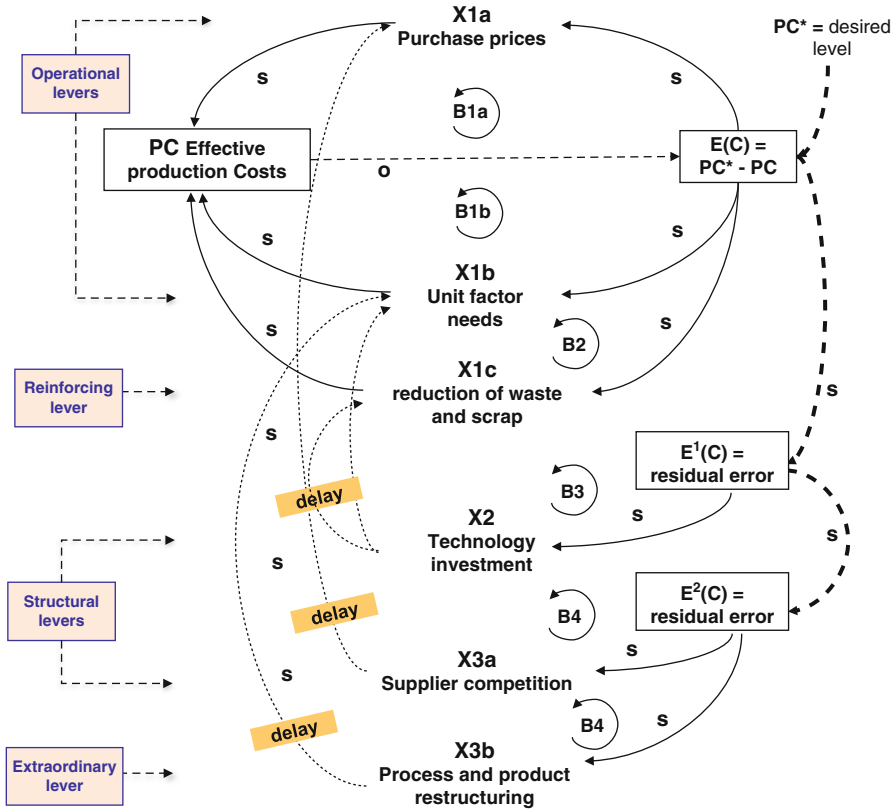 X1a
Purchase prices
PC* = desired
level
Operational
levers
s
s
B1a
PC Effective
production Costs
o
E(C) =
PC* - PC
B1b
s
s
X1b
Unit factor
needs
s
s
B2
Reinforcing
lever
X1c
reduction of waste
and scrap
s
s
E¹(C) =
residual error
delay
B3
X2
Technology
investment
s
s
s
Structural
levers
delay
B4
E²(C) =
residual error
X3a
Supplier competition
s
s
delay
B4
s
Extraordinary
lever
X3b
Process and product
restructuring